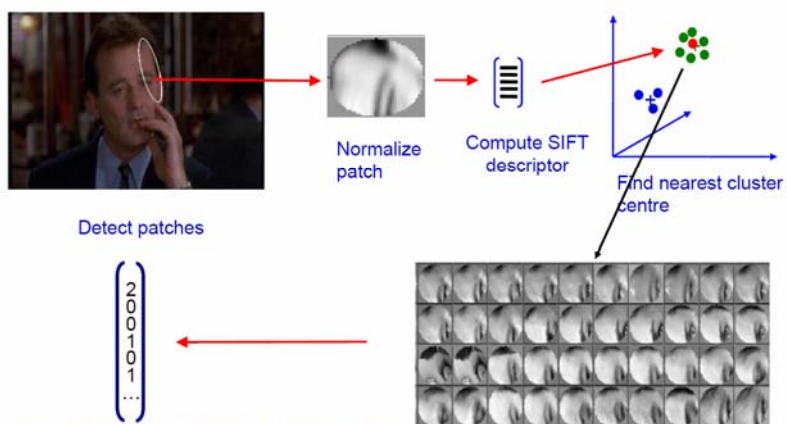 Normalize
patch
Compute SIFT
descriptor
Find nearest cluster
centre
Detect patches
2
0
0
1
0
1
...